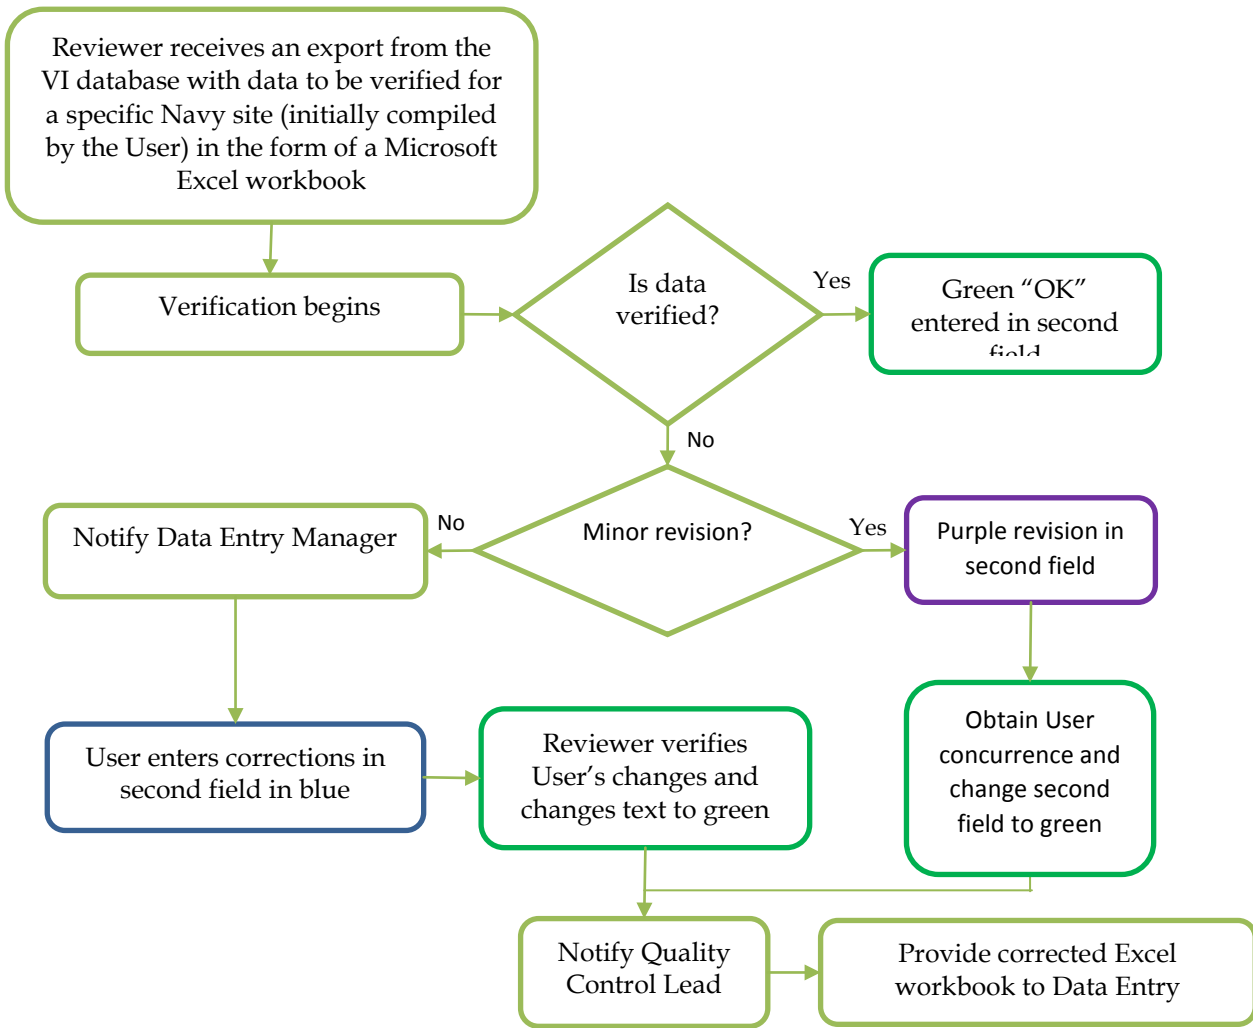 Reviewer receives an export from the
VI database with data to be verified for
a specific Navy site (initially compiled
by the User) in the form of a Microsoft
Excel workbook
Verification begins
Is data
verified?
Yes
Green “OK”
entered in second
field
No
Minor revision?
No
Notify Data Entry Manager
Yes
Purple revision in
second field
User enters corrections in
second field in blue
Reviewer verifies
User’s changes and
changes text to green
Obtain User
concurrence and
change second
field to green
Notify Quality
Control Lead
Provide corrected Excel
workbook to Data Entry